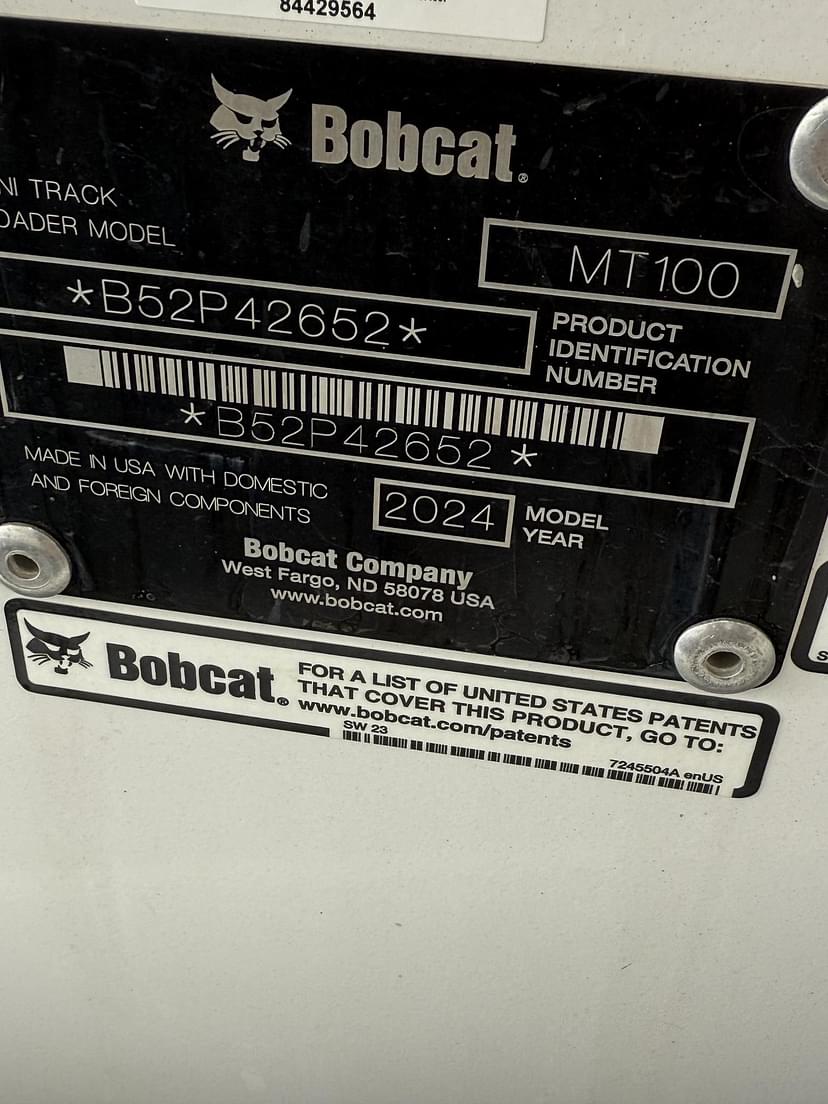 84429564
Bobcat®
NI TRACK
OADER MODEL
MT100
*B52P42652*
PRODUCT
IDENTIFICATION
NUMBER
*B52P42652*
MADE IN USA WITH DOMESTIC
AND FOREIGN COMPONENTS
2024
MODEL
YEAR
Bobcat Company
West Fargo, ND 58078 USA
www.bobcat.com
Bobcat®
FOR A LIST OF UNITED STATES PATENTS
THAT COVER THIS PRODUCT, GO TO:
www.bobcat.com/patents
SW 23
7245504A enUS